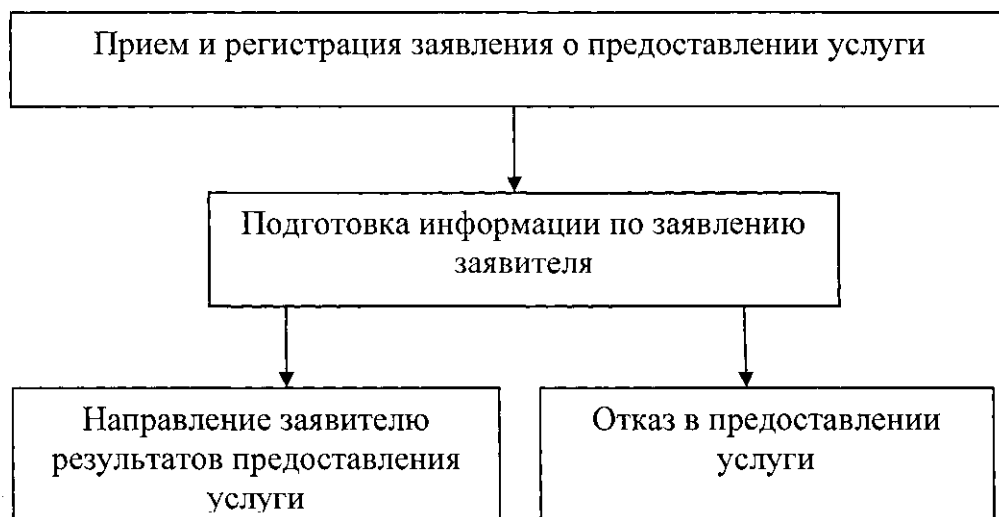 Прием и регистрация заявления о предоставлении услуги
Подготовка информации по заявлению
заявителя
Направление заявителю
результатов предоставления
услуги
Отказ в предоставлении
услуги